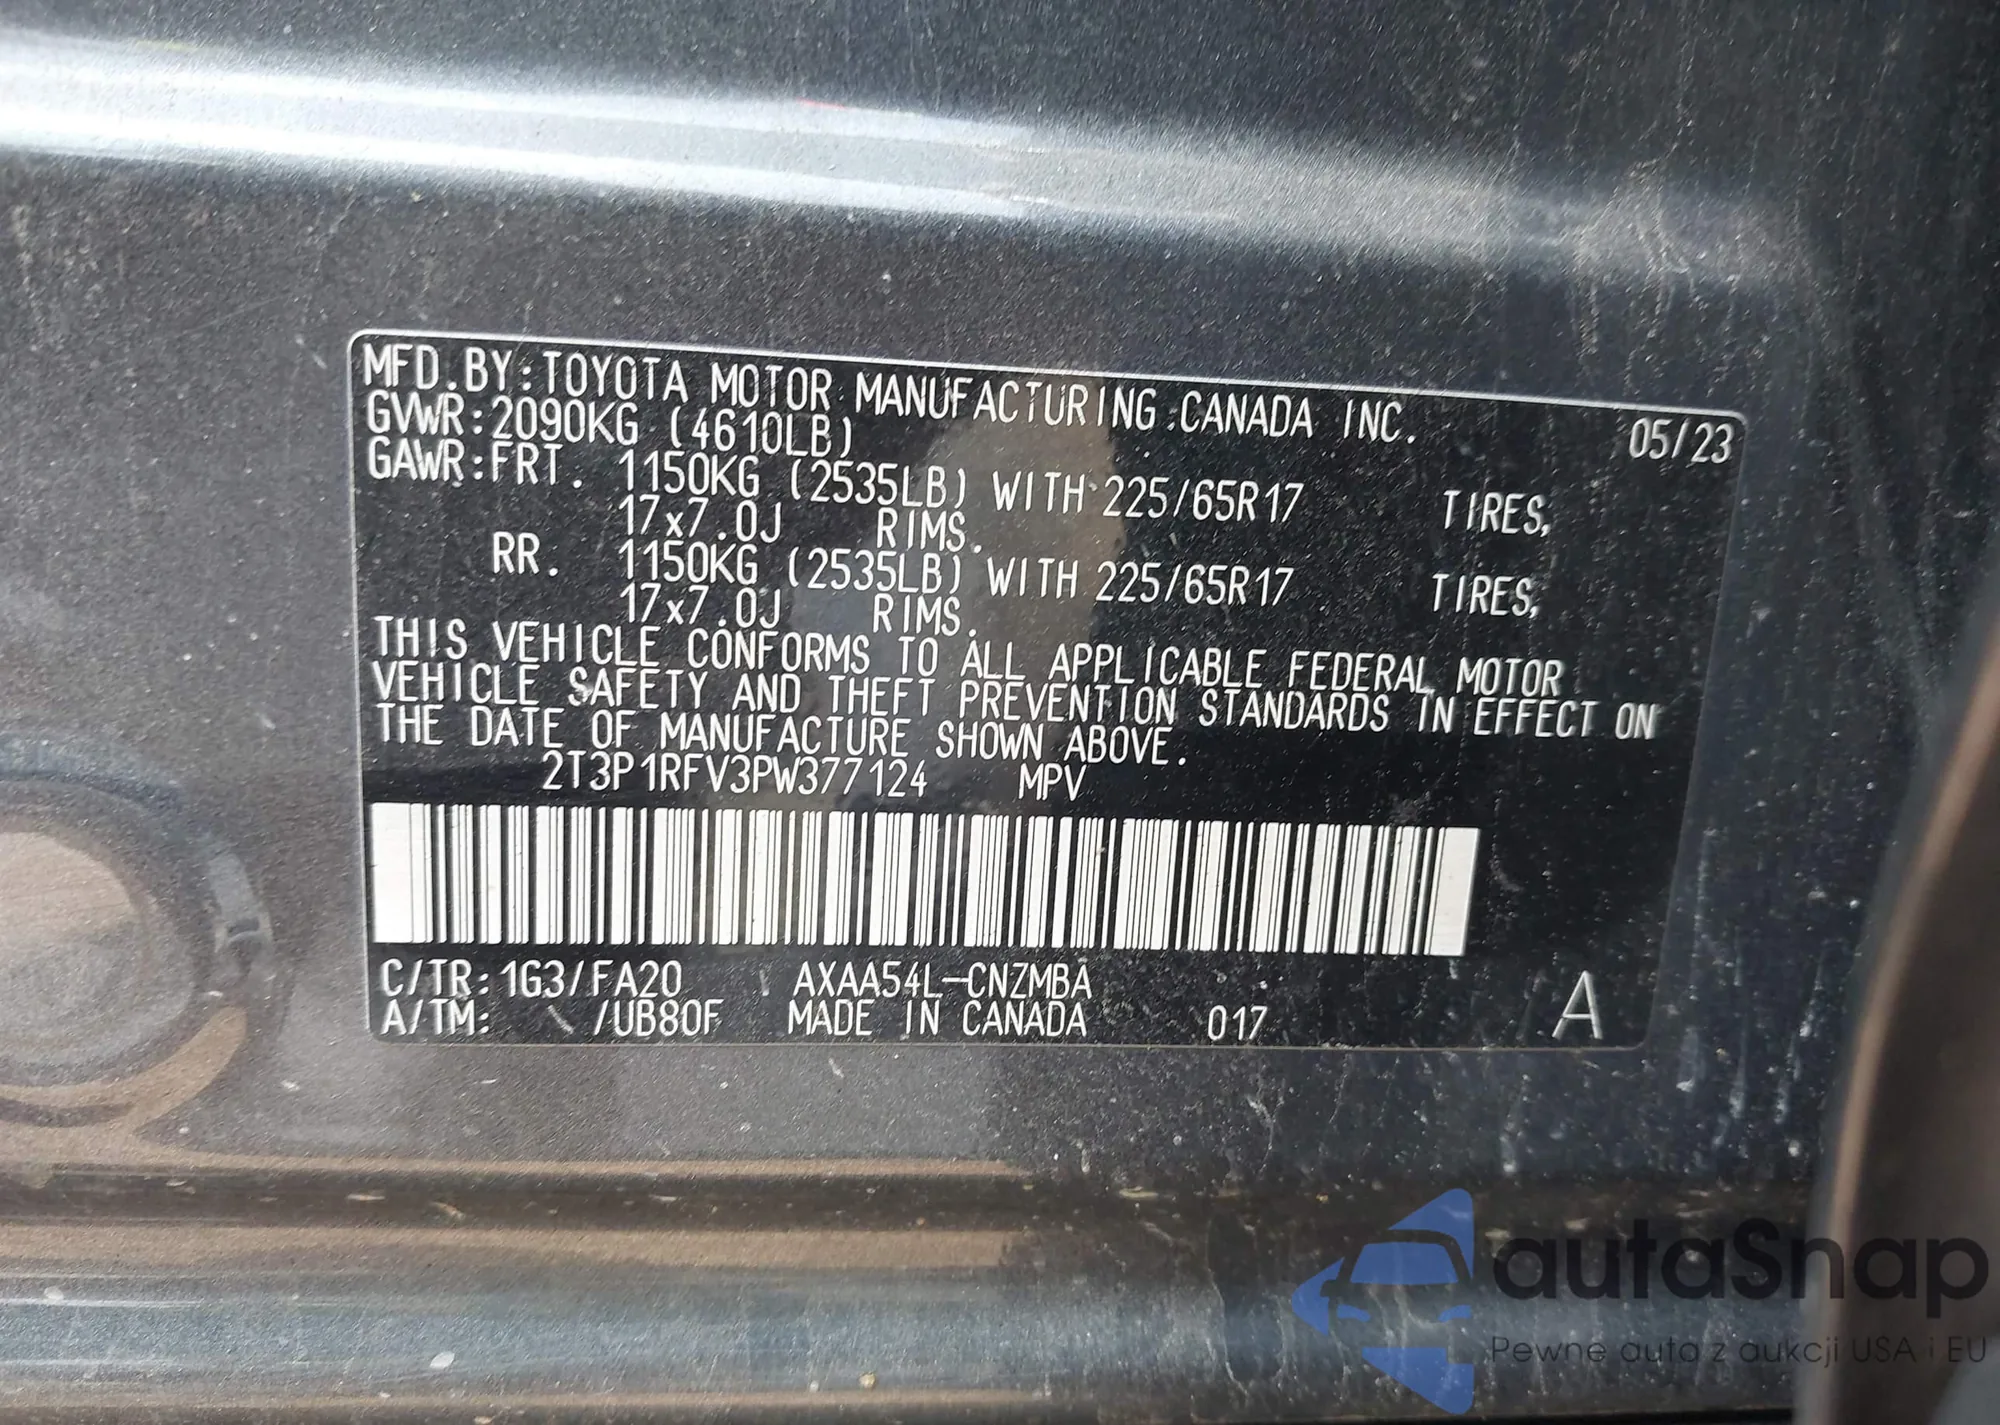 MFD.BY:TOYOTA MOTOR MANUFACTURING CANADA INC. 05/23
GVWR:2090KG (4610LB)
GAWR:FRT. 1150KG (2535LB) WITH 225/65R17 TIRES,
17x7.0J RIMS.
RR. 1150KG (2535LB) WITH 225/65R17 TIRES,
17x7.0J RIMS.
THIS VEHICLE CONFORMS TO ALL APPLICABLE FEDERAL MOTOR
VEHICLE SAFETY AND THEFT PREVENTION STANDARDS IN EFFECT ON
THE DATE OF MANUFACTURE SHOWN ABOVE.
2T3P1RFV3PW377124 MPV
C/TR:1G3/FA20 AXAA54L-CNZMBA
A/TM: /UB80F MADE IN CANADA 017 A
autaSnap
Pewne auta z aukcji USA i EU